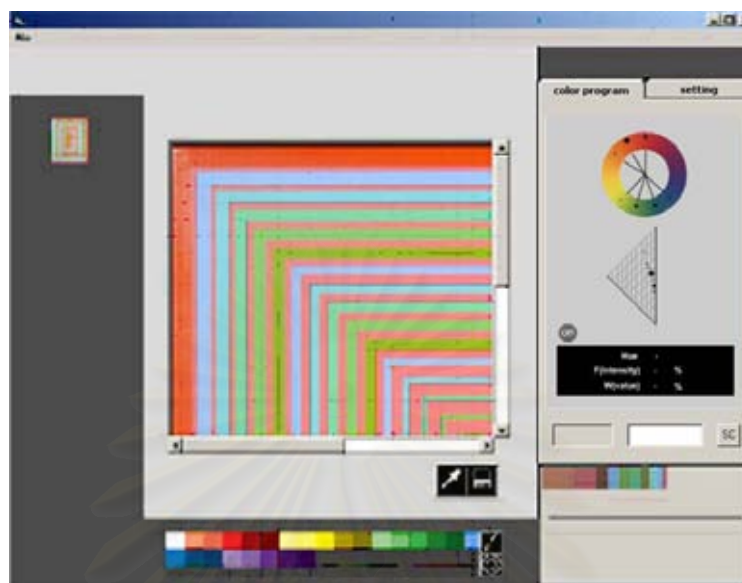 color program
setting
Hue - 
F(intensity) - %
W(value) - %
SC